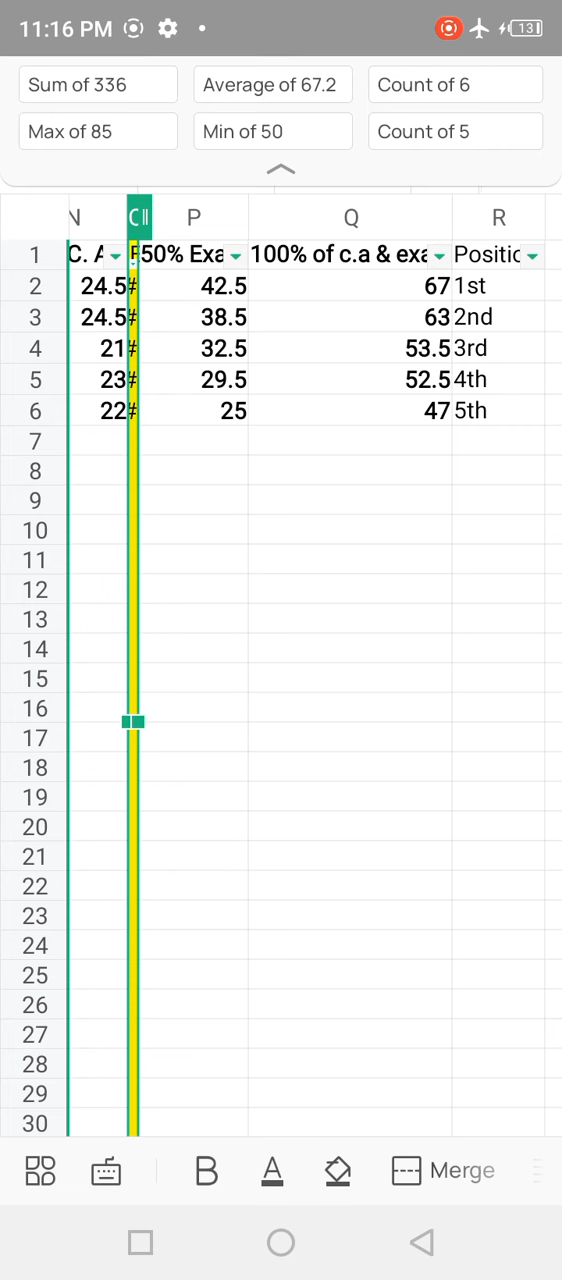 11:16 PM 13
Sum of 336 Average of 67.2 Count of 6
Max of 85 Min of 50 Count of 5
N P Q R
1 C. A 50% Exa 100% of c.a & exa Positio
2 24.5 # 42.5 67 1st
3 24.5 # 38.5 63 2nd
4 21 # 32.5 53.5 3rd
5 23 # 29.5 52.5 4th
6 22 # 25 47 5th
7
8
9
10
11
12
13
14
15
16
17
18
19
20
21
22
23
24
25
26
27
28
29
30
B A Merge